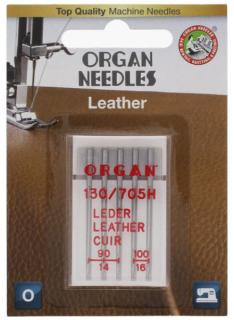 Top Quality Machine Needles
ORGAN
NEEDLES
Leather
ORGAN
130/705H
LEDER
LEATHER
CUIR
90 100
14 16